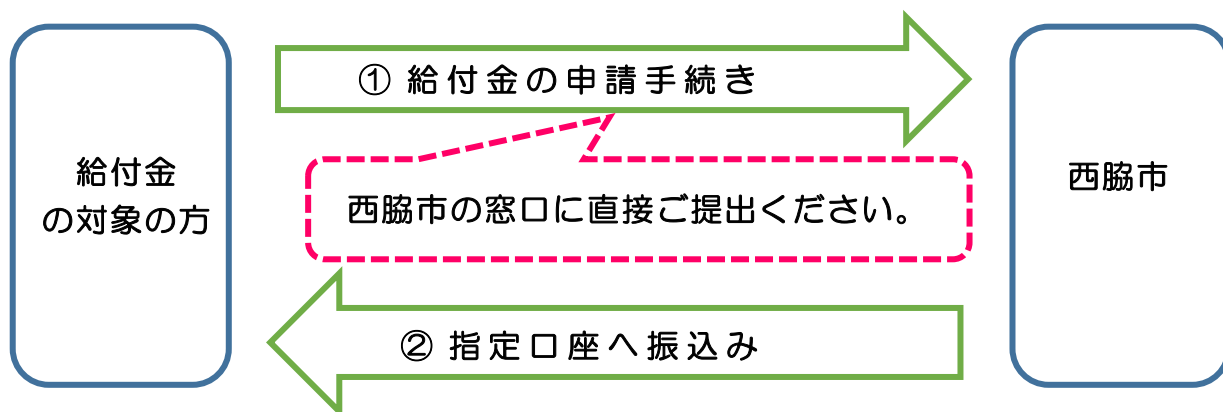 給付金
の対象の方
① 給付金の申請手続き
西脇市の窓口に直接ご提出ください。
② 指定口座へ振込み
西脇市